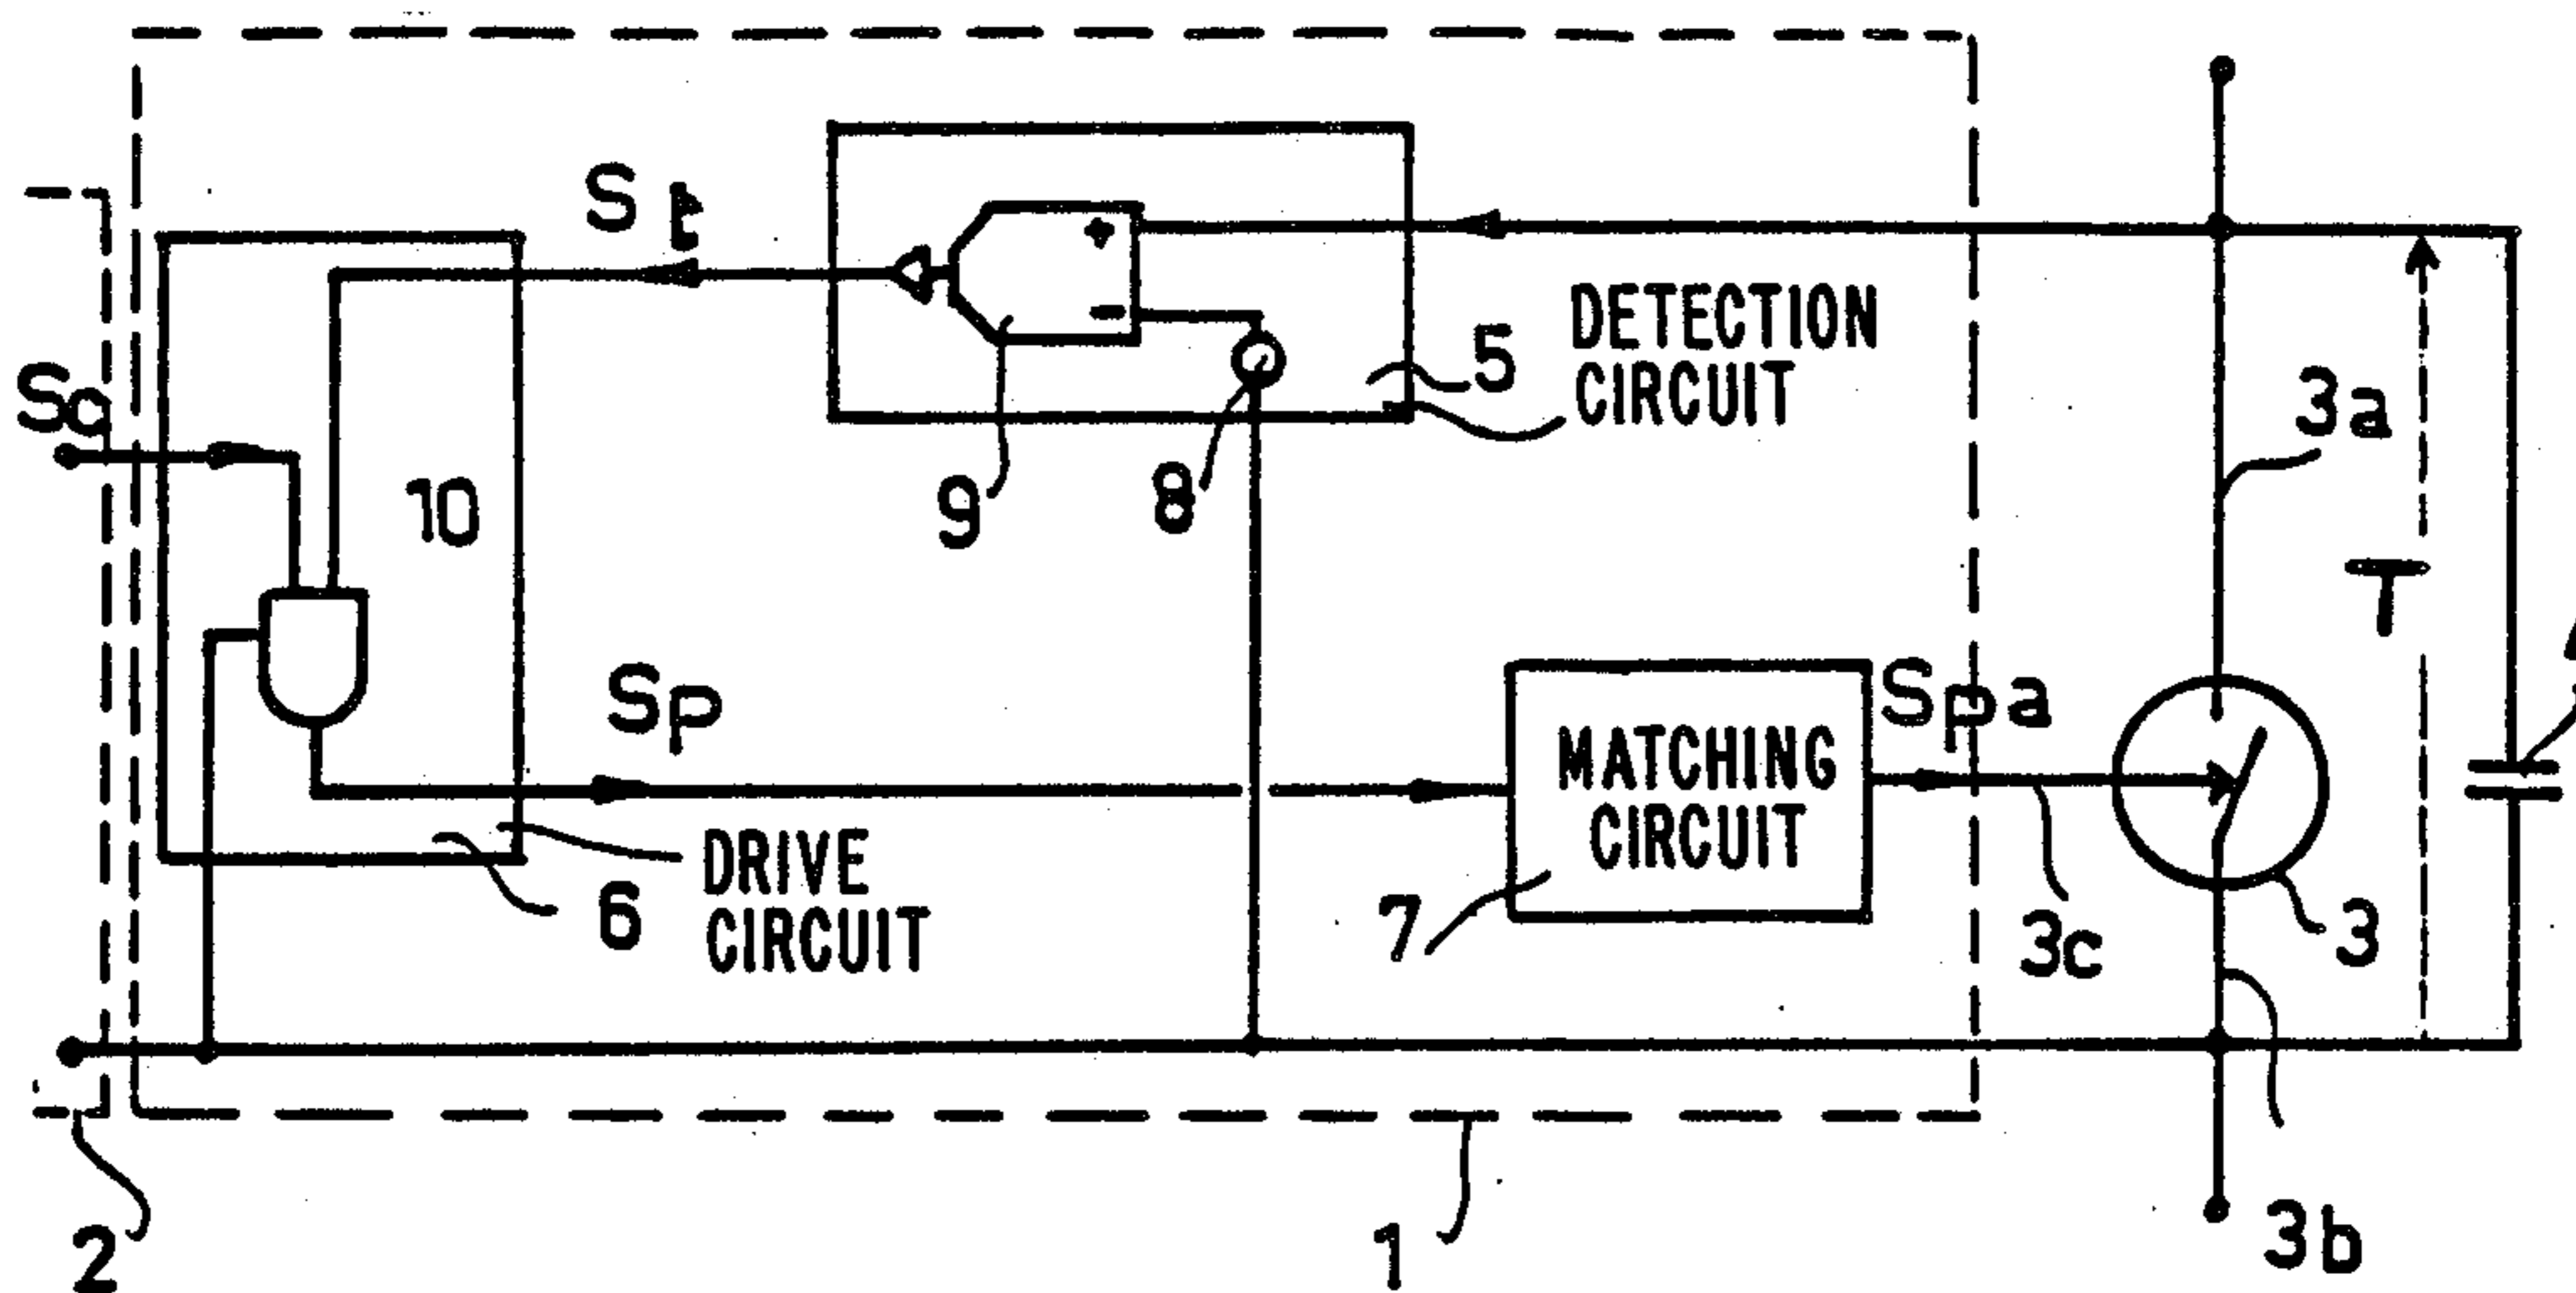 St
Sc
10
9
8
5
DETECTION
CIRCUIT
3a
T
Sp
MATCHING
CIRCUIT
7
Spa
3c
3
6
DRIVE
CIRCUIT
2
1
3b
+
-